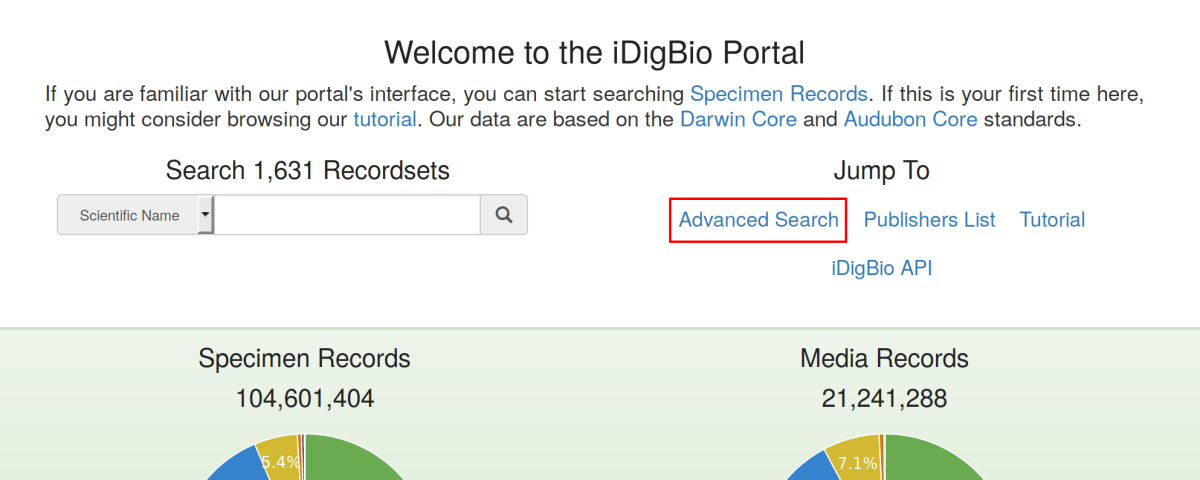 Welcome to the iDigBio Portal
If you are familiar with our portal's interface, you can start searching Specimen Records. If this is your first time here,
you might consider browsing our tutorial. Our data are based on the Darwin Core and Audubon Core standards.
Search 1,631 Recordsets
Scientific Name
Jump To
Advanced Search Publishers List Tutorial
iDigBio API
Specimen Records
104,601,404
5.4%
Media Records
21,241,288
7.1%